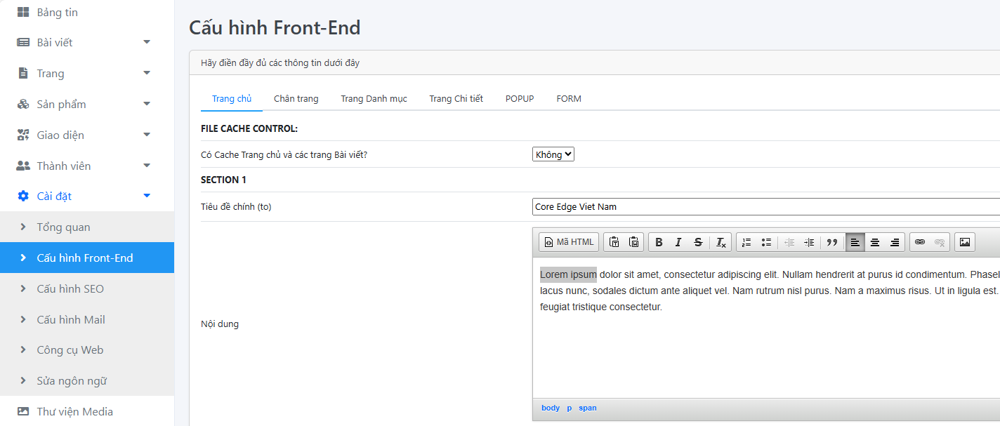 Bảng tin
Bài viết
Trang
Sản phẩm
Giao diện
Thành viên
Cài đặt
Tổng quan
Cấu hình Front-End
Cấu hình SEO
Cấu hình Mail
Công cụ Web
Sửa ngôn ngữ
Thư viện Media
Cấu hình Front-End
Hãy điền đầy đủ các thông tin dưới đây
Trang chủ Chân trang Trang Danh mục Trang Chi tiết POPUP FORM
FILE CACHE CONTROL:
Có Cache Trang chủ và các trang Bài viết? Không
SECTION 1
Tiêu đề chính (to) Core Edge Viet Nam
Mã HTML
Lorem ipsum dolor sit amet, consectetur adipiscing elit. Nullam hendrerit at purus id condimentum. Phasel
lacus nunc, sodales dictum ante aliquet vel. Nam rutrum nisl purus. Nam a maximus risus. Ut in ligula est.
feugiat tristique consectetur.
Nội dung
body p span